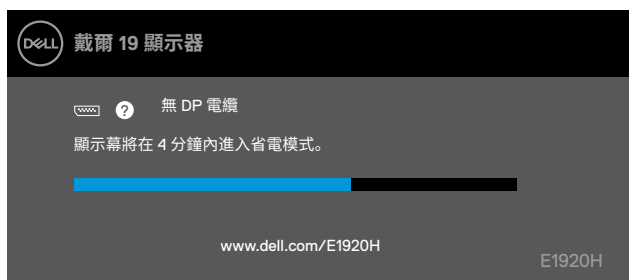 DELL 戴爾 19 顯示器
? 無 DP 電纜
顯示幕將在 4 分鐘內進入省電模式。
www.dell.com/E1920H
E1920H